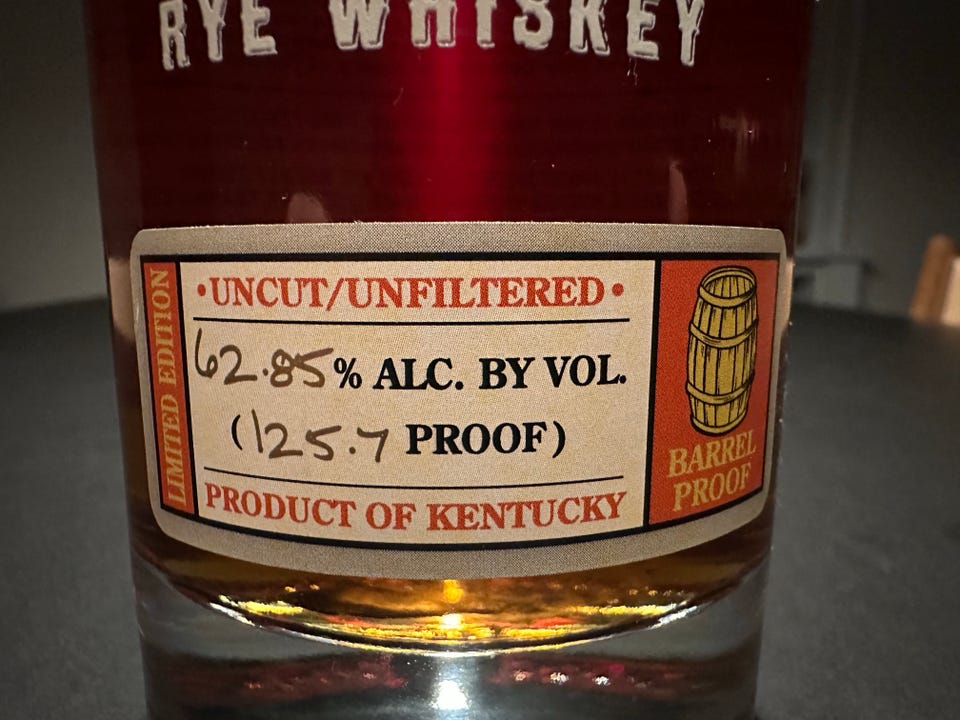 RYE WHISKEY
LIMITED EDITION
•UNCUT/UNFILTERED•
62.85% ALC. BY VOL.
(125.7 PROOF)
PRODUCT OF KENTUCKY
BARREL
PROOF